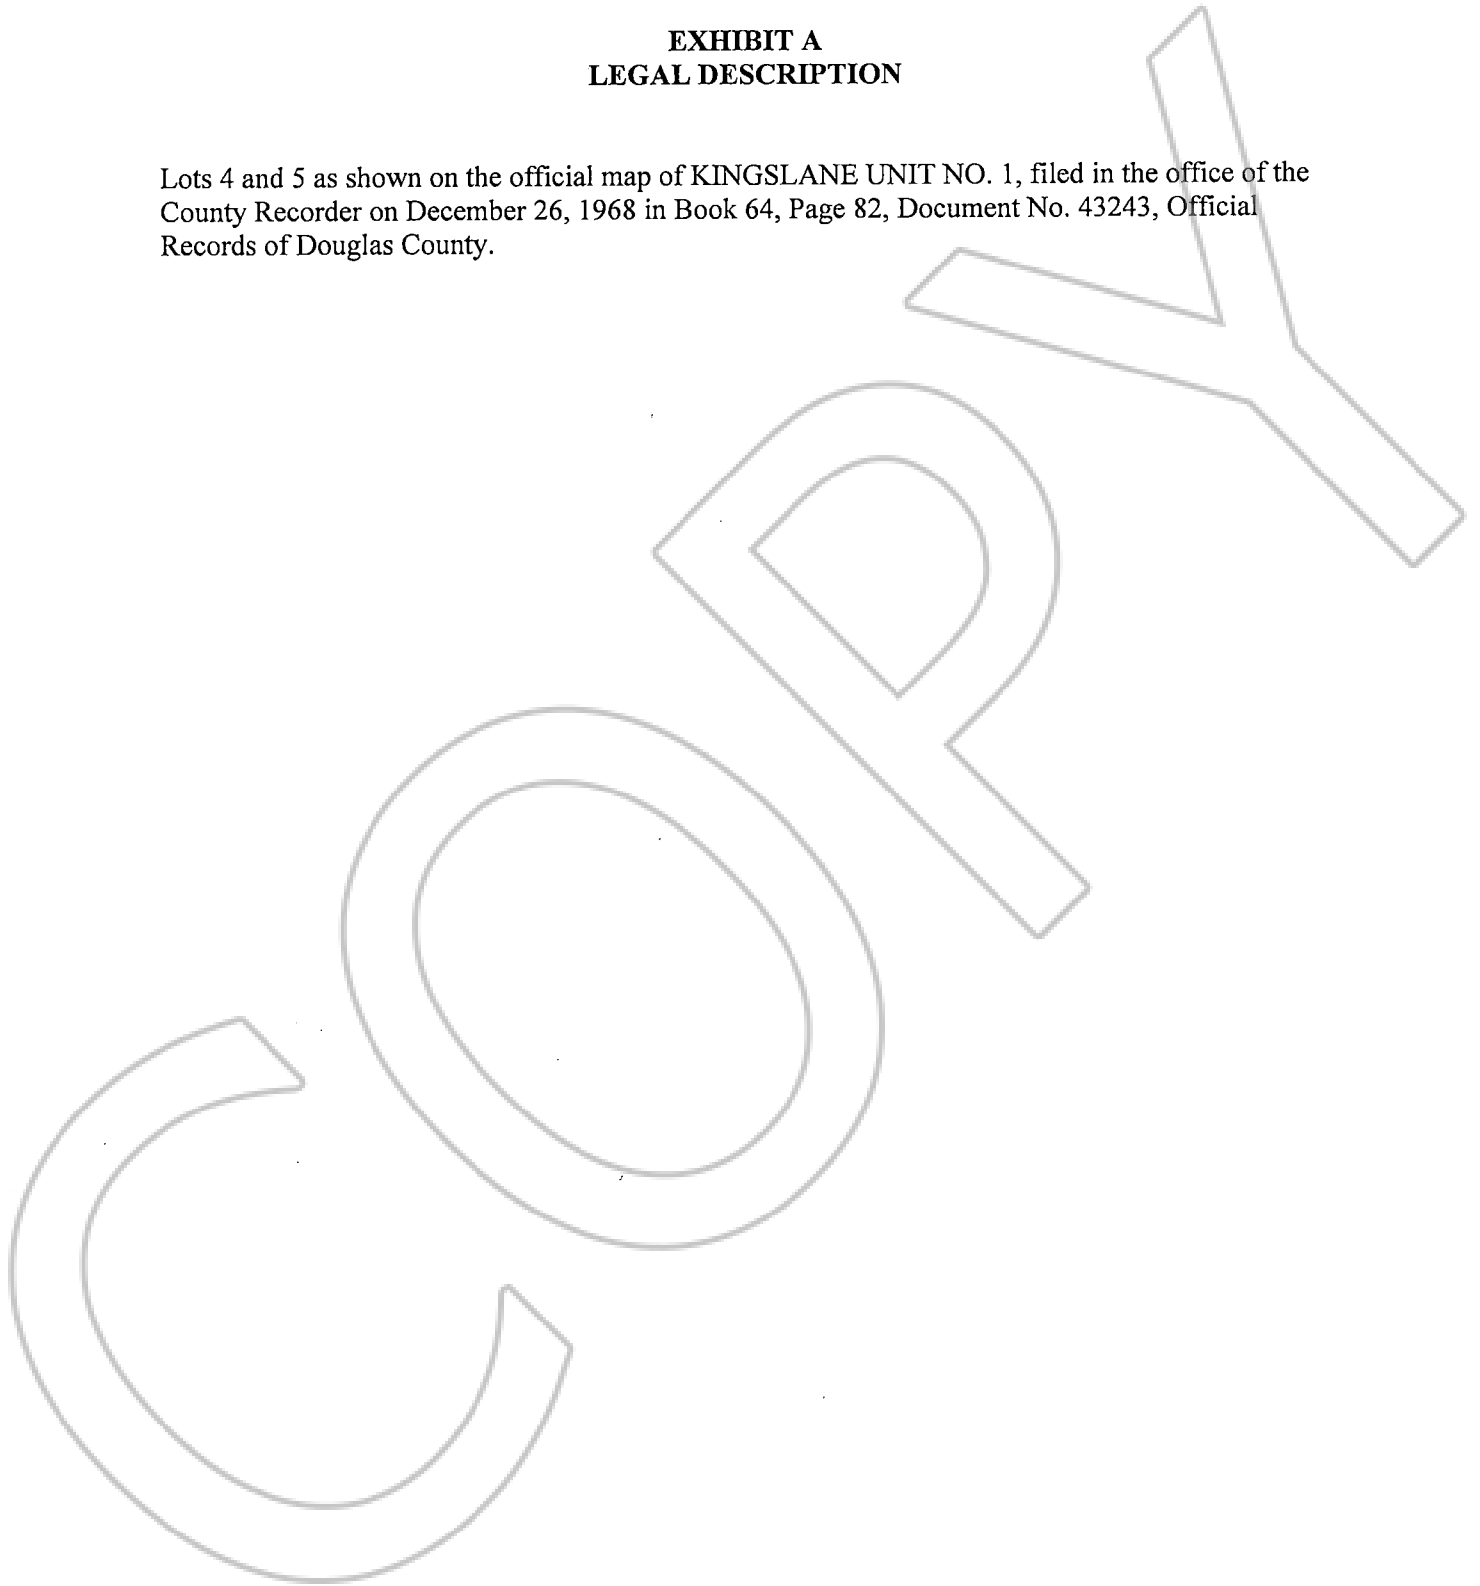 EXHIBIT A
LEGAL DESCRIPTION
Lots 4 and 5 as shown on the official map of KINGSLANE UNIT NO. 1, filed in the office of the
County Recorder on December 26, 1968 in Book 64, Page 82, Document No. 43243, Official
Records of Douglas County.
COPY